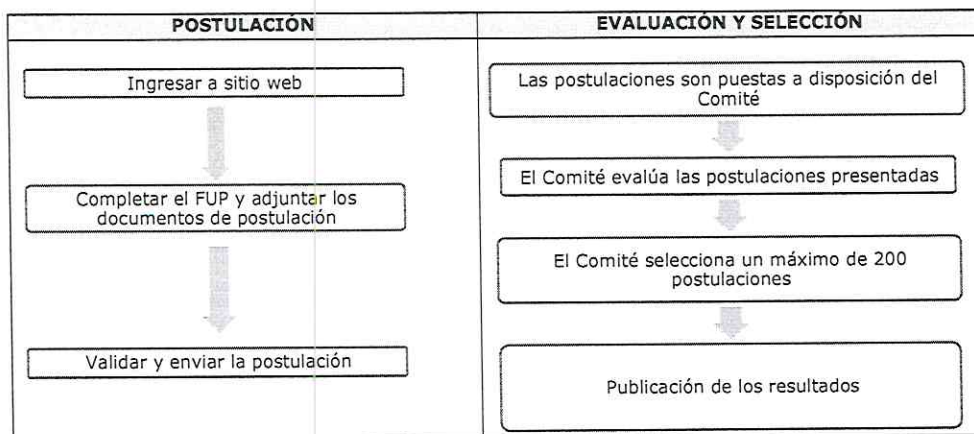 POSTULACIÓN
Ingresar a sitio web
Completar el FUP y adjuntar los
documentos de postulación
Validar y enviar la postulación
EVALUACIÓN Y SELECCIÓN
Las postulaciones son puestas a disposición del
Comité
El Comité evalúa las postulaciones presentadas
El Comité selecciona un máximo de 200
postulaciones
Publicación de los resultados